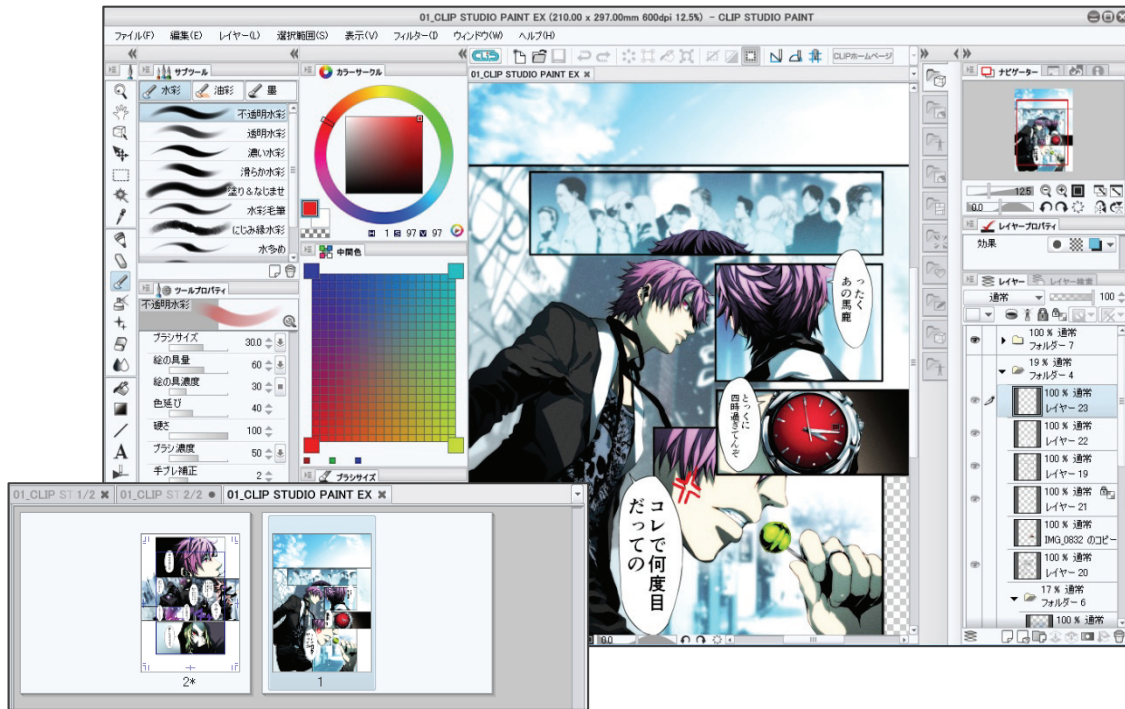 01_CLIP STUDIO PAINT EX (210.00 x 297.00mm 600dpi 12.5%) - CLIP STUDIO PAINT
ファイル(F) 編集(E) レイヤー(L) 選択範囲(S) 表示(V) フィルター(I) ウィンドウ(W) ヘルプ(H)
CLIP
CLIPホームページ
サブツール
水彩 油彩 墨
不透明水彩
透明水彩
濃い水彩
滑らか水彩
塗り&なじませ
水彩毛筆
にじみ縁水彩
水多め
ツールプロパティ
不透明水彩
ブラシサイズ 30.0
絵の具量 60
絵の具濃度 30
色延び 40
硬さ 100
ブラシ濃度 50
手ブレ補正 2
カラーサークル
H 1 S 97 V 97
中間色
ブラシサイズ
01_CLIP STUDIO PAINT EX
ったく
あの馬鹿
とっくに
四時過ぎてんぞ
コレで何度目
だっての
0.0
ナビゲーター
12.5
0.0
レイヤープロパティ
効果
レイヤー レイヤー検索
通常 100
100 % 通常
フォルダー 7
19 % 通常
フォルダー 4
100 % 通常
レイヤー 23
100 % 通常
レイヤー 22
100 % 通常
レイヤー 19
100 % 通常
レイヤー 21
100 % 通常
IMG_0832 のコピー
100 % 通常
レイヤー 20
17 % 通常
フォルダー 6
100 % 通常
01_CLIP ST 1/2 01_CLIP ST 2/2 01_CLIP STUDIO PAINT EX
2* 1